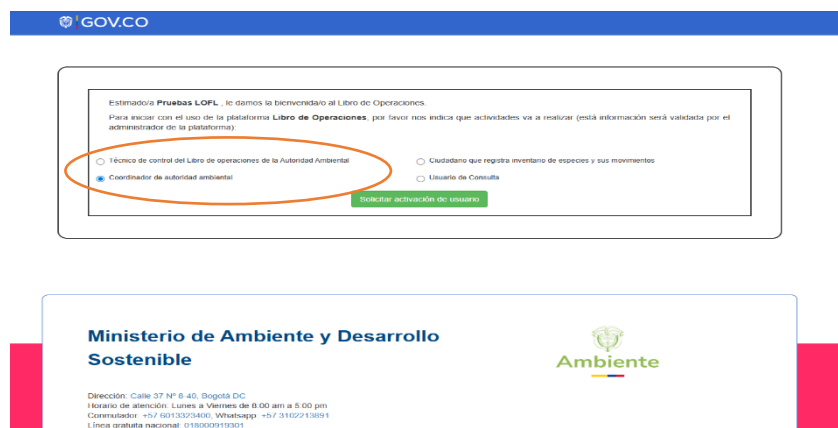 GOV.CO
Estimado/a Pruebas LOFL , le damos la bienvenida/o al Libro de Operaciones.
Para iniciar con el uso de la plataforma Libro de Operaciones, por favor nos indica que actividades va a realizar (está información será validada por el
administrador de la plataforma):
Técnico de control del Libro de operaciones de la Autoridad Ambiental
Ciudadano que registra inventario de especies y sus movimientos
Coordinador de autoridad ambiental
Usuario de Consulta
Solicitar activación de usuario
Ministerio de Ambiente y Desarrollo
Sostenible
Ambiente
Dirección: Calle 37 N° 8-40, Bogotá DC
Horario de atención: Lunes a Viernes de 8:00 am a 5:00 pm
Conmutador: +57 6013323400, Whatsapp: +57 3102213891
Línea gratuita nacional: 018000919301